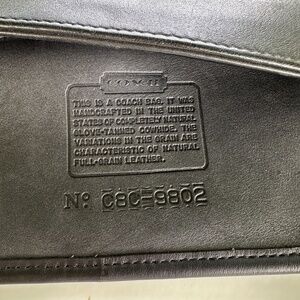 COACH
THIS IS A COACH BAG. IT WAS
HANDCRAFTED IN THE UNITED
STATES OF COMPLETELY NATURAL
GLOVE-TANNED COWHIDE. THE
VARIATIONS IN THE GRAIN ARE
CHARACTERISTIC OF NATURAL
FULL-GRAIN LEATHER.
No C8C-9802